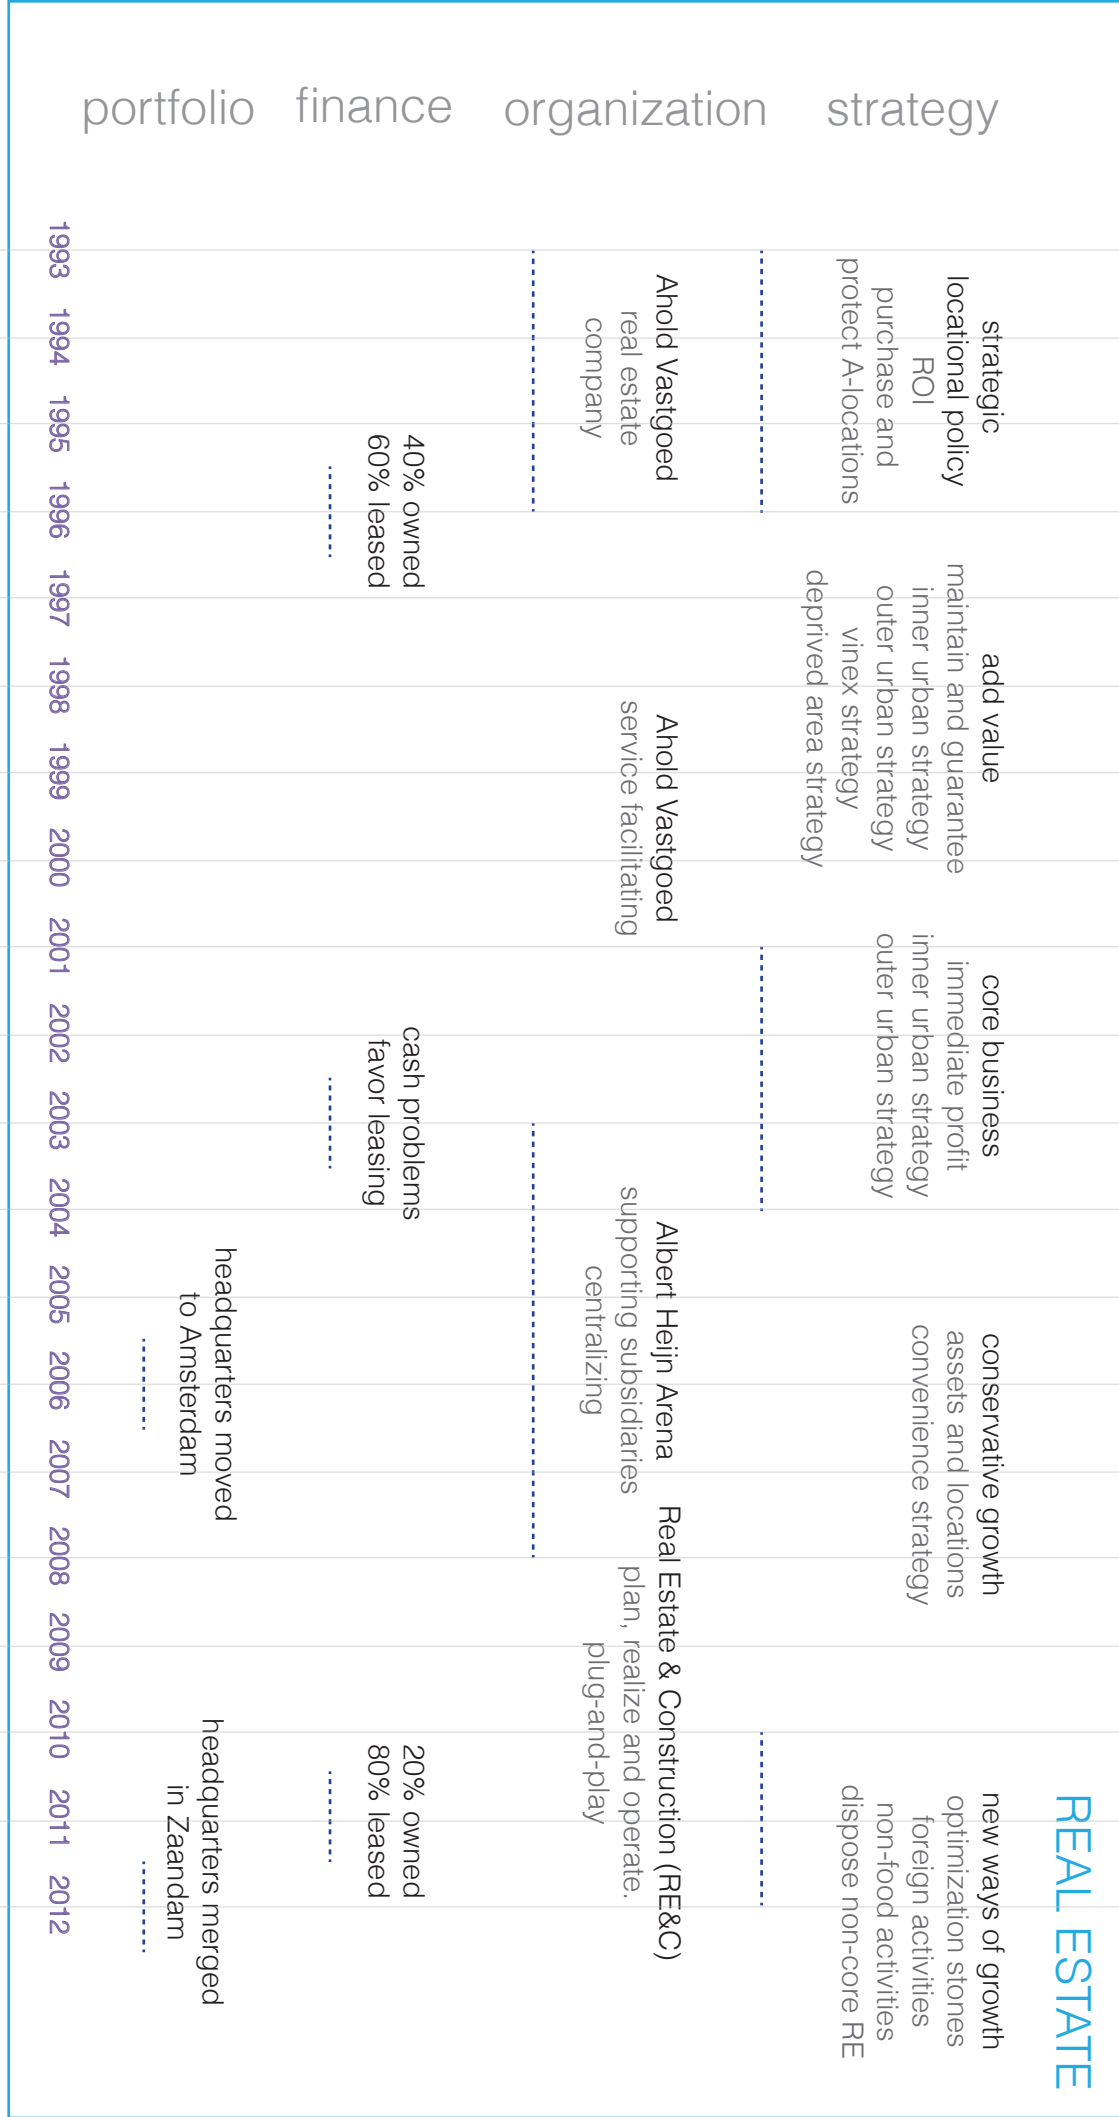 REAL ESTATE
portfolio
finance
organization
strategy
strategic
locational policy
ROI
purchase and
protect A-locations
add value
maintain and guarantee
inner urban strategy
outer urban strategy
vinex strategy
deprived area strategy
core business
immediate profit
inner urban strategy
outer urban strategy
conservative growth
assets and locations
convenience strategy
new ways of growth
optimization stones
foreign activities
non-food activities
dispose non-core RE
Ahold Vastgoed
real estate
company
Ahold Vastgoed
service facilitating
Albert Heijn Arena
supporting subsidiaries
centralizing
Real Estate & Construction (RE&C)
plan, realize and operate.
plug-and-play
40% owned
60% leased
cash problems
favor leasing
20% owned
80% leased
headquarters moved
to Amsterdam
headquarters merged
in Zaandam
1993
1994
1995
1996
1997
1998
1999
2000
2001
2002
2003
2004
2005
2006
2007
2008
2009
2010
2011
2012